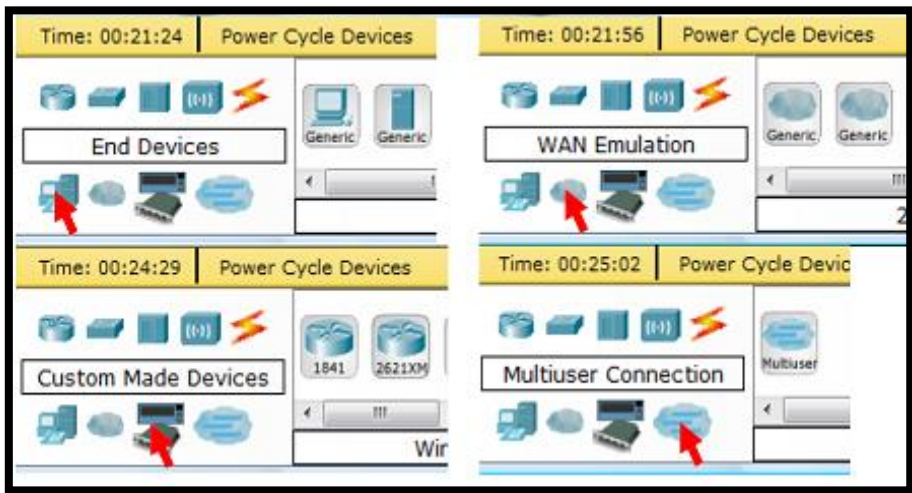 Time: 00:21:24 Power Cycle Devices
End Devices
Generic Generic
Time: 00:21:56 Power Cycle Devices
WAN Emulation
Generic Generic
2
Time: 00:24:29 Power Cycle Devices
Custom Made Devices
1841 2621XM
Wir
Time: 00:25:02 Power Cycle Devic
Multiuser Connection
Multiuser